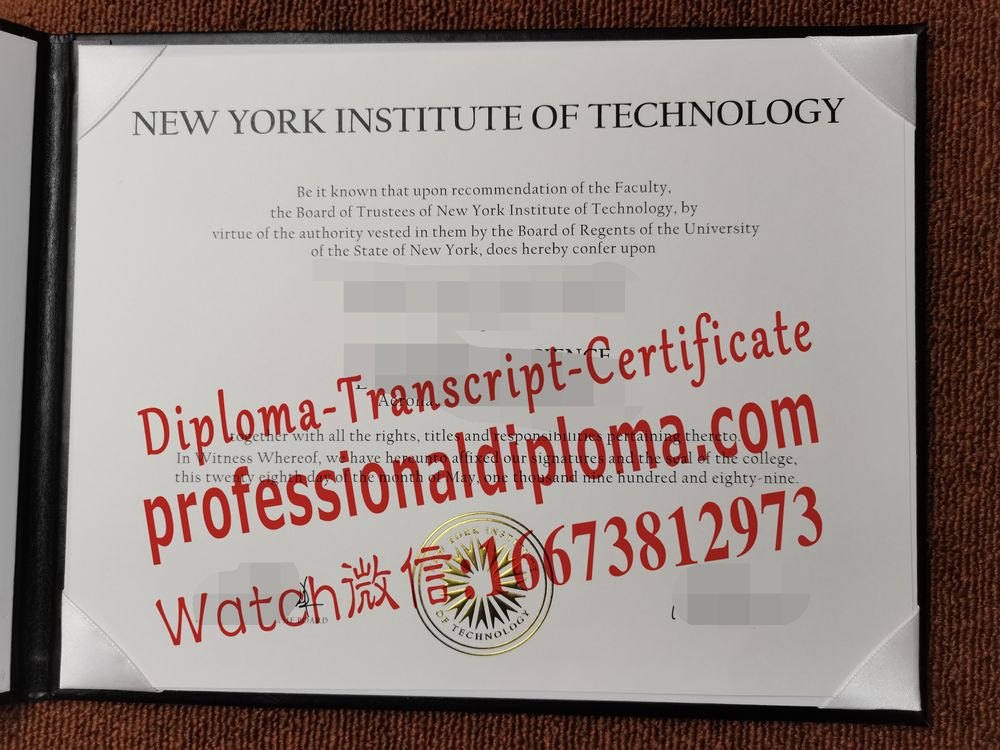 NEW YORK INSTITUTE OF TECHNOLOGY
Be it known that upon recommendation of the Faculty,
the Board of Trustees of New York Institute of Technology, by
virtue of the authority vested in them by the Board of Regents of the University
of the State of New York, does hereby confer upon
Diploma-Transcript-Certificate
together with all the rights, titles and responsibilities pertaining thereto.
In Witness Whereof, we have hereunto affixed our signatures and the seal of the college,
this twenty eighth day of the month of May, one thousand nine hundred and eighty-nine.
professionaldiploma.com
Watch微信:16673812973
YORK
OF TECHNOLOGY